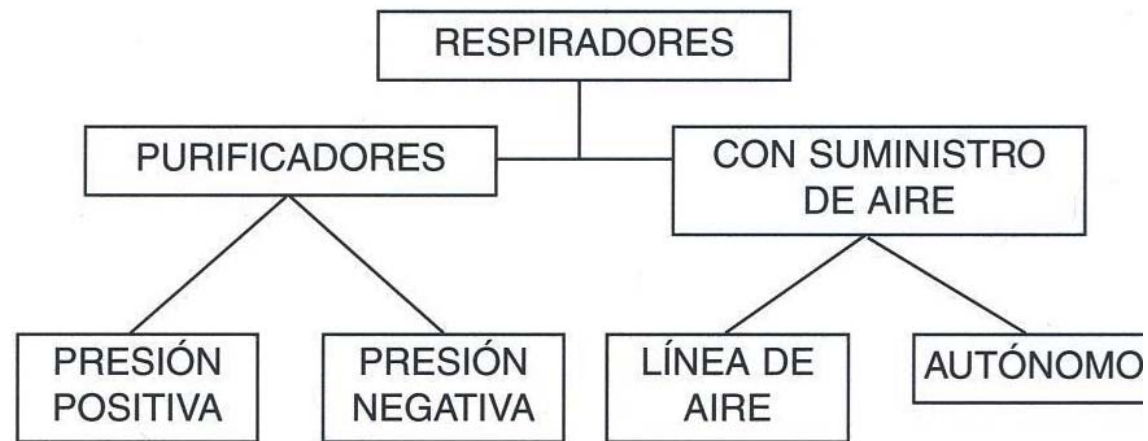 RESPIRADORES
PURIFICADORES
CON SUMINISTRO
DE AIRE
PRESIÓN
POSITIVA
PRESIÓN
NEGATIVA
LÍNEA DE
AIRE
AUTÓNOMO